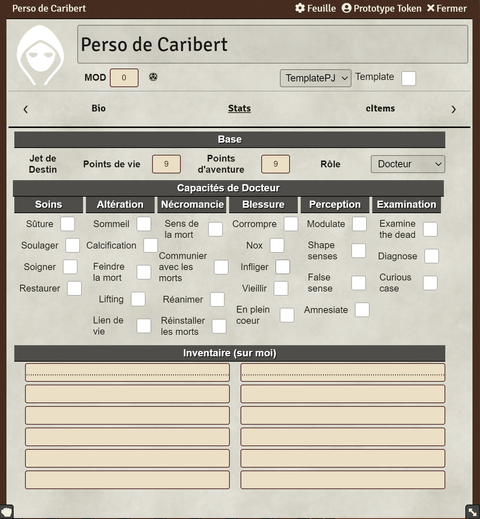 Perso de Caribert
Feuille Prototype Token Fermer
Perso de Caribert
MOD 0 TemplatePJ Template
Bio Stats cItems
Base
Jet de Destin Points de vie 9 Points d'aventure 9 Rôle Docteur
Capacités de Docteur
Soins Altération Nécromancie Blessure Perception Examination
Sûture Sommeil Sens de la mort Corrompre Modulate Examine the dead
Soulager Calcification Communier avec les morts Nox Shape senses Diagnose
Soigner Feindre la mort Infliger False sense Curious case
Restaurer Lifting Réanimer Vieillir Amnesiate
Lien de vie Réinstaller les morts En plein coeur
Inventaire (sur moi)